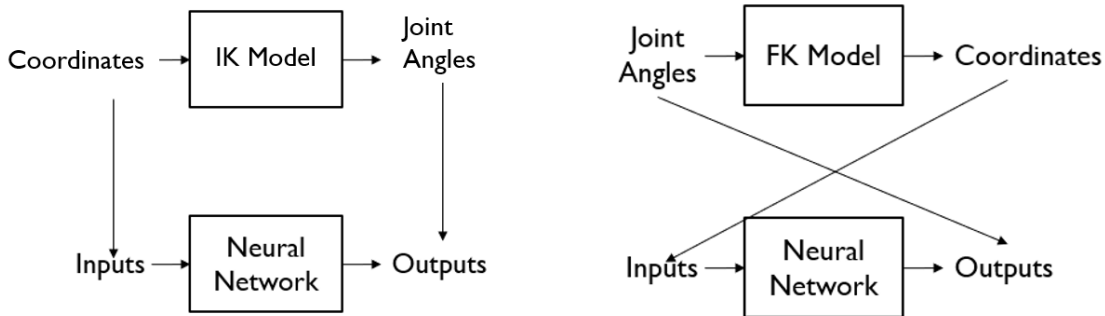 Coordinates
IK Model
Joint
Angles
Inputs
Neural
Network
Outputs
Joint
Angles
FK Model
Coordinates
Inputs
Neural
Network
Outputs